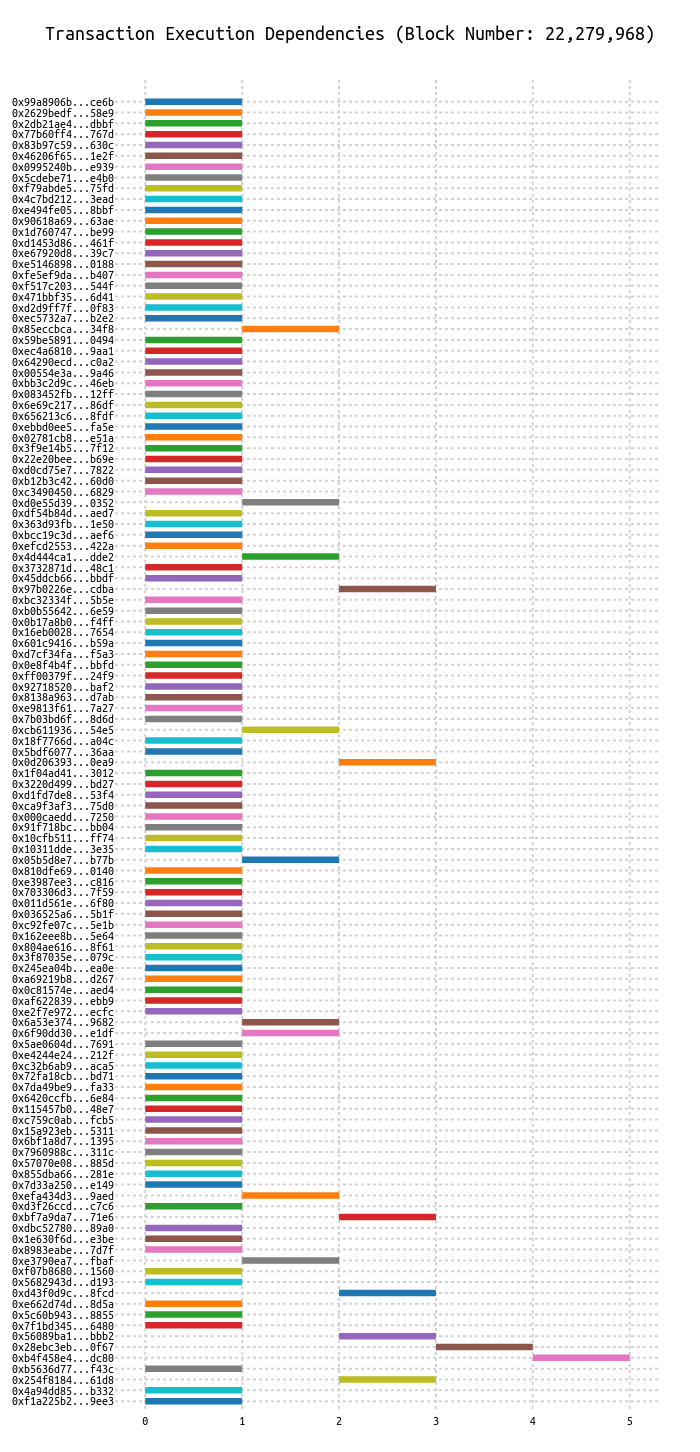 Transaction Execution Dependencies (Block Number: 22,279,968)
0x99a8906b...ce6b
0x2629bedf...58e9
0x2db21ae4...dbbf
0x77b60ff4...767d
0x83b97c59...630c
0x46206f65...1e2f
0x0995240b...e939
0x5cdebe71...e4b0
0xf79abde5...75fd
0x4c7bd212...3ead
0xe494fe05...8bbf
0x90618a69...63ae
0x1d760747...be99
0xd1453d86...461f
0xe67920d8...39c7
0xe5146898...0188
0xfe5ef9da...b407
0xf517c203...544f
0x471bbf35...6d41
0xd2d9ff7f...0f83
0xec5732a7...b2e2
0x85eccbca...34f8
0x59be5891...0494
0xec4a6810...9aa1
0x64290ecd...c0a2
0x00554e3a...9a46
0xbb3c2d9c...46eb
0x083452fb...12ff
0x6e69c217...86df
0x656213c6...8fdf
0xebbd0ee5...fa5e
0x02781cb8...e51a
0x3f9e14b5...7f12
0x22e20bee...b69e
0xd0cd75e7...7822
0xb12b3c42...60d0
0xc3490450...6829
0xd0e55d39...0352
0xdf54b84d...aed7
0x363d93fb...1e50
0xbcc19c3d...aef6
0xefcd2553...422a
0x4d444ca1...dde2
0x3732871d...48c1
0x45ddcb66...bbdf
0x97b0226e...cdba
0xbc32334f...5b5e
0xb0b55642...6e59
0x0b17a8b0...f4ff
0x16eb0028...7654
0x601c9416...b59a
0xd7cf34fa...f5a3
0x0e8f4b4f...bbfd
0xff00379f...24f9
0x92718520...baf2
0x8138a963...d7ab
0xe9813f61...7a27
0x7b03bd6f...8d6d
0xcb611936...54e5
0x18f7766d...a04c
0x5bdf6077...36aa
0x0d206393...0ea9
0x1f04ad41...3012
0x3220d499...bd27
0xd1fd7de8...53f4
0xca9f3af3...75d0
0x000caedd...7250
0x91f718bc...bb04
0x10cfb511...ff74
0x10311dde...3e35
0x05b5d8e7...b77b
0x810dfe69...0140
0xe3987ee3...c816
0x703306d3...7f59
0x011d561e...6f80
0x036525a6...5b1f
0xc92fe07c...5e1b
0x162eee8b...5e64
0x804ae616...8f61
0x3f87035e...079c
0x245ea04b...ea0e
0xa69219b8...d267
0x0c81574e...aed4
0xaf622839...ebb9
0xe2f7e972...ecfc
0x6a53e374...9682
0x6f90dd30...e1df
0x5ae0604d...7691
0xe4244e24...212f
0xc32b6ab9...aca5
0x72fa18cb...bd71
0x7da49be9...fa33
0x6420ccfb...6e84
0x115457b0...48e7
0xc759c0ab...fcb5
0x15a923eb...5311
0x6bf1a8d7...1395
0x7960988c...311c
0x57070e08...885d
0x855dba66...281e
0x7d33a250...e149
0xefa434d3...9aed
0xd3f26ccd...c7c6
0xbf7a9da7...71e6
0xdbc52780...89a0
0x1e630f6d...e3be
0x8983eabe...7d7f
0xe3790ea7...fbaf
0xf07b8680...1560
0x5682943d...d193
0xd43f0d9c...8fcd
0xe662d74d...8d5a
0x5c60b943...8855
0x7f1bd345...6480
0x56089ba1...bbb2
0x28ebc3eb...0f67
0xb4f458e4...dc80
0xb5636d77...f43c
0x254f8184...61d8
0x4a94dd85...b332
0xf1a225b2...9ee3
0 1 2 3 4 5